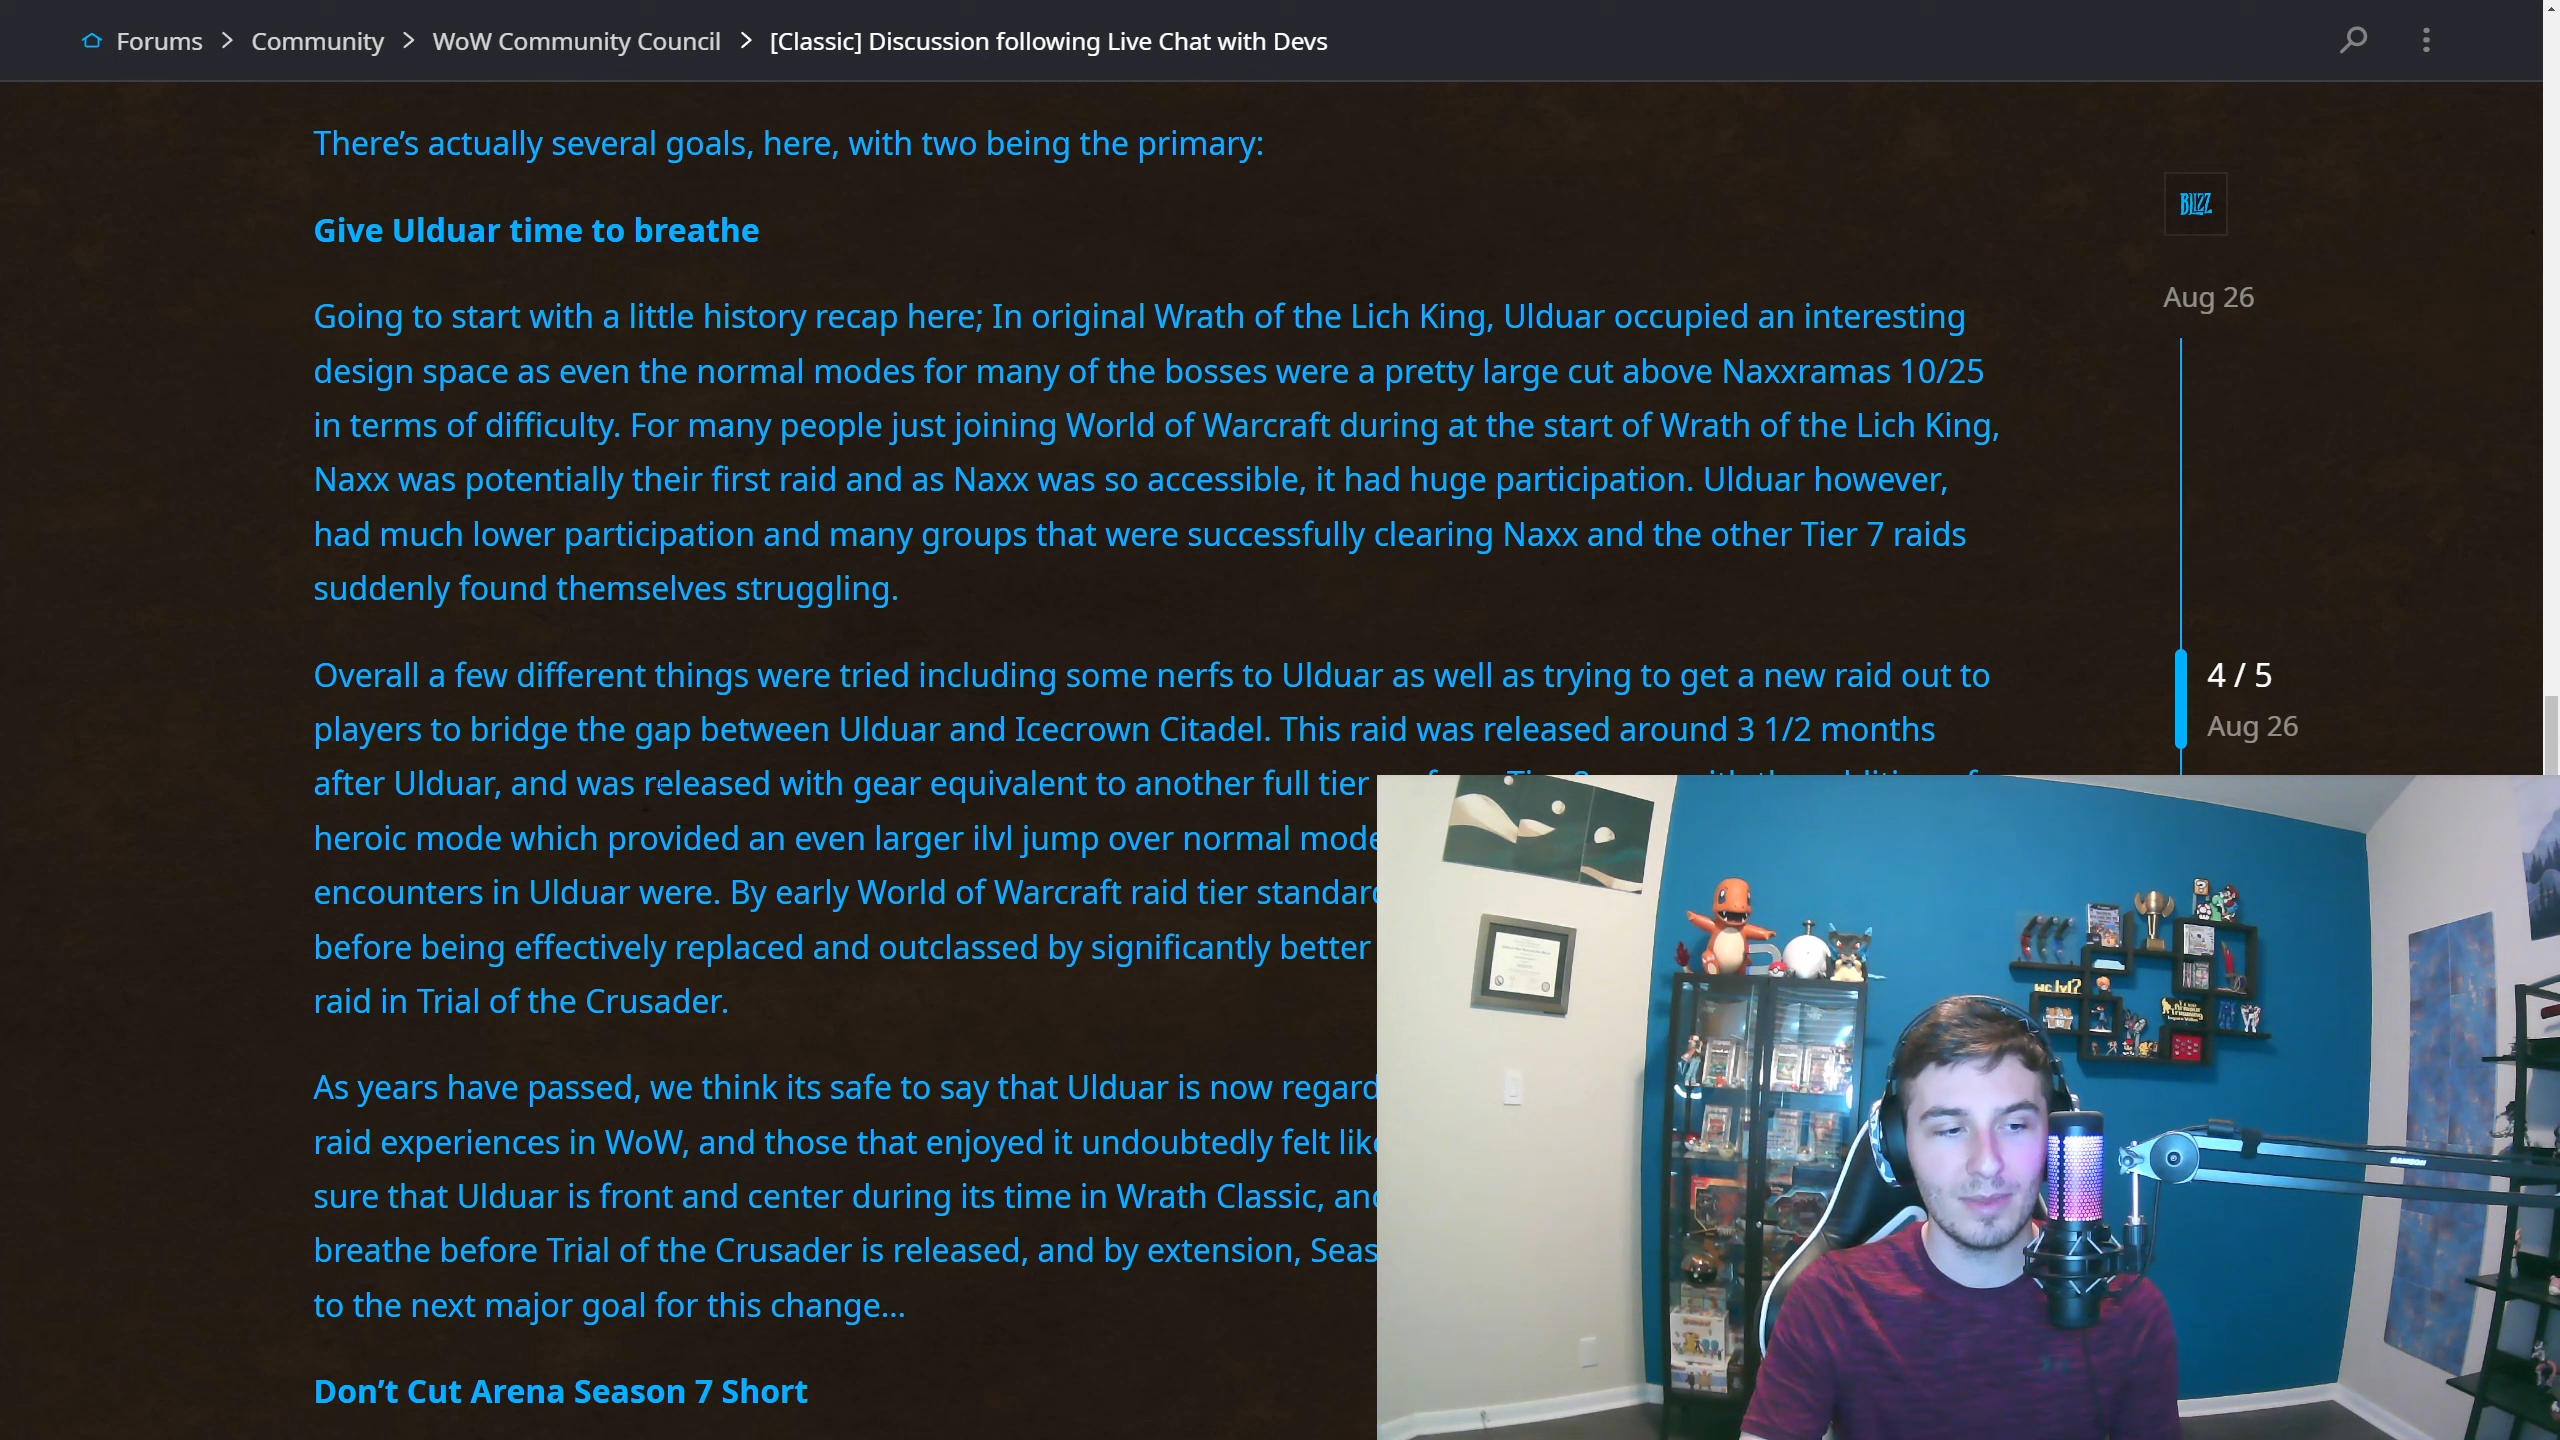 Forums > Community > WoW Community Council > [Classic] Discussion following Live Chat with Devs
There’s actually several goals, here, with two being the primary:
BLIZZ
Give Ulduar time to breathe
Aug 26
Going to start with a little history recap here; In original Wrath of the Lich King, Ulduar occupied an interesting
design space as even the normal modes for many of the bosses were a pretty large cut above Naxxramas 10/25
in terms of difficulty. For many people just joining World of Warcraft during at the start of Wrath of the Lich King,
Naxx was potentially their first raid and as Naxx was so accessible, it had huge participation. Ulduar however,
had much lower participation and many groups that were successfully clearing Naxx and the other Tier 7 raids
suddenly found themselves struggling.
Overall a few different things were tried including some nerfs to Ulduar as well as trying to get a new raid out to
4 / 5
players to bridge the gap between Ulduar and Icecrown Citadel. This raid was released around 3 1/2 months
Aug 26
after Ulduar, and was released with gear equivalent to another full tier
heroic mode which provided an even larger ilvl jump over normal mode
encounters in Ulduar were. By early World of Warcraft raid tier
before being effectively replaced and outclassed by significantly better
raid in Trial of the Crusader.
As years have passed, we think its safe to say that Ulduar is now
raid experiences in WoW, and those that enjoyed it undoubtedly felt
sure that Ulduar is front and center during its time in Wrath Classic,
breathe before Trial of the Crusader is released, and by extension,
to the next major goal for this change…
Don’t Cut Arena Season 7 Short
SAMSON